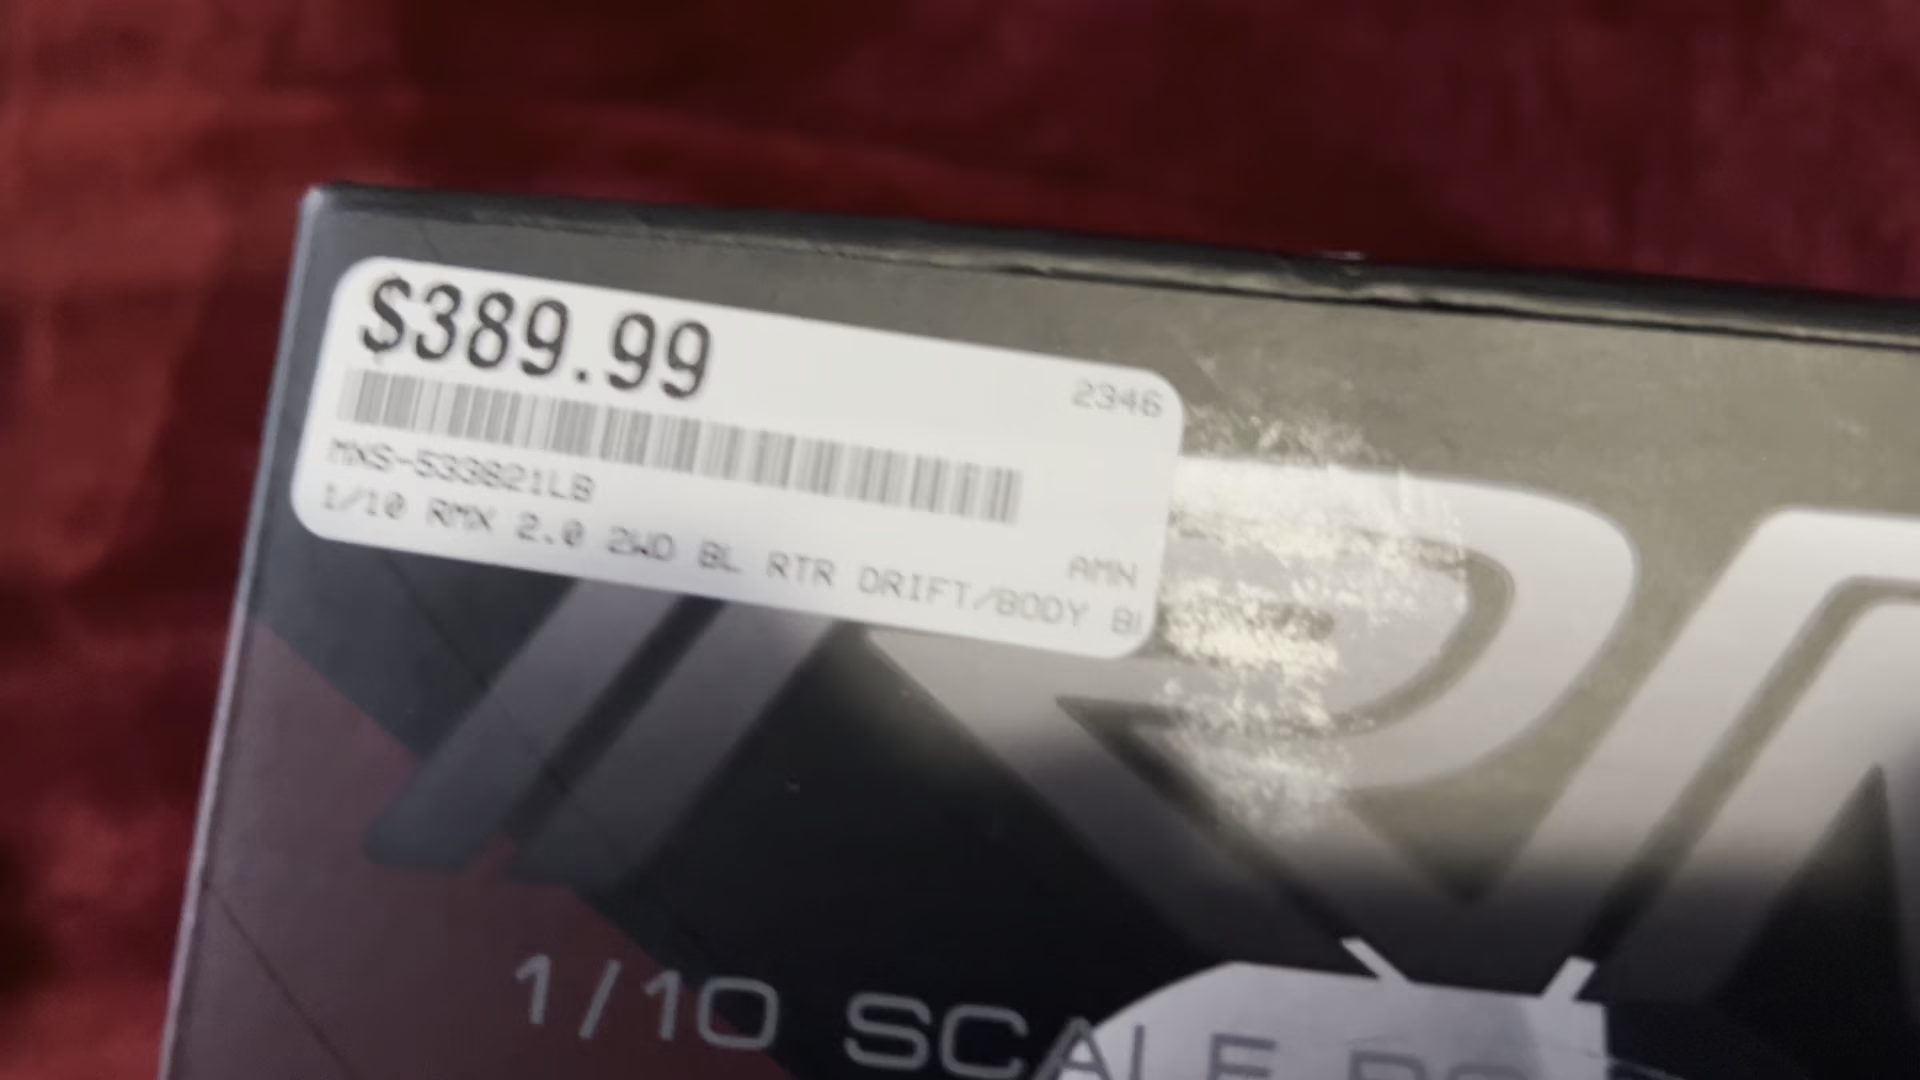 $389.99
2346
MXS-533821LB
AMN
1/10 RMX 2.0 2WD BL RTR DRIFT/BODY
1/10 SCALE